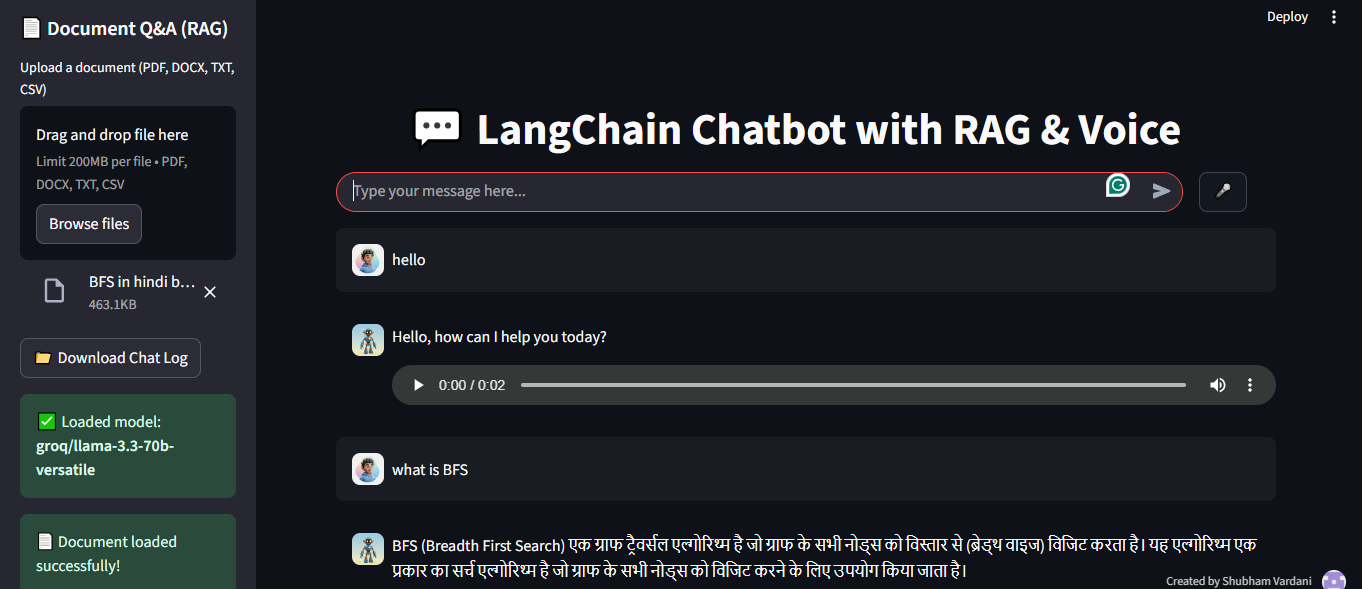 Document Q&A (RAG)
Upload a document (PDF, DOCX, TXT,
CSV)
Drag and drop file here
Limit 200MB per file • PDF,
DOCX, TXT, CSV
Browse files
BFS in hindi b...
463.1KB
Download Chat Log
Loaded model:
groq/llama-3.3-70b-
versatile
Document loaded
successfully!
Deploy
LangChain Chatbot with RAG & Voice
Type your message here...
hello
Hello, how can I help you today?
0:00 / 0:02
what is BFS
BFS (Breadth First Search) एक ग्राफ ट्रैवर्सल एल्गोरिथ्म है जो ग्राफ के सभी नोड्स को विस्तार से (ब्रेड्थ वाइज) विजिट करता है। यह एल्गोरिथ्म एक
प्रकार का सर्च एल्गोरिथ्म है जो ग्राफ के सभी नोड्स को विजिट करने के लिए उपयोग किया जाता है।
Created by Shubham Vardani